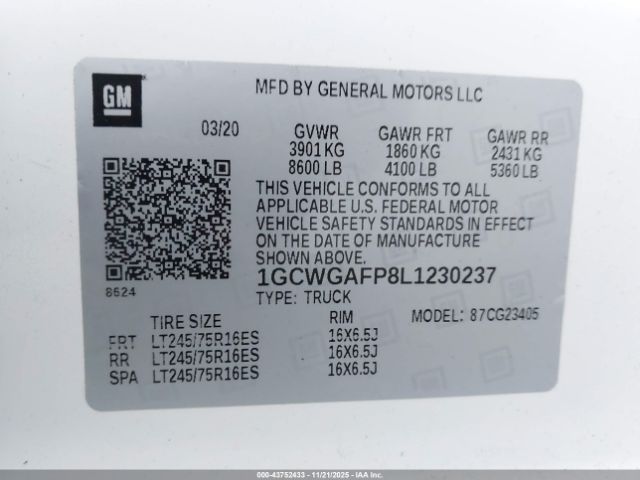 GM
MFD BY GENERAL MOTORS LLC
03/20 GVWR GAWR FRT GAWR RR
3901 KG 1860 KG 2431 KG
8600 LB 4100 LB 5360 LB
THIS VEHICLE CONFORMS TO ALL
APPLICABLE U.S. FEDERAL MOTOR
VEHICLE SAFETY STANDARDS IN EFFECT
ON THE DATE OF MANUFACTURE
SHOWN ABOVE.
8624
1GCWGAFP8L1230237
TYPE: TRUCK
TIRE SIZE RIM MODEL: 87CG23405
FRT LT245/75R16ES 16X6.5J
RR LT245/75R16ES 16X6.5J
SPA LT245/75R16ES 16X6.5J
000-43752433 - 11/21/2025 - IAAI.com